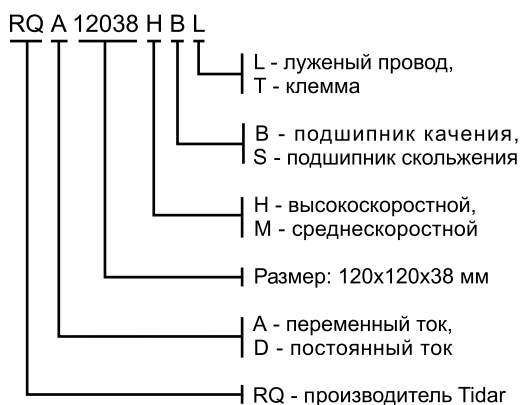 RQ A 12038 H B L
L - луженый провод,
T - клемма
B - подшипник качения,
S - подшипник скольжения
H - высокоскоростной,
M - среднескоростной
Размер: 120x120x38 мм
A - переменный ток,
D - постоянный ток
RQ - производитель Tidar